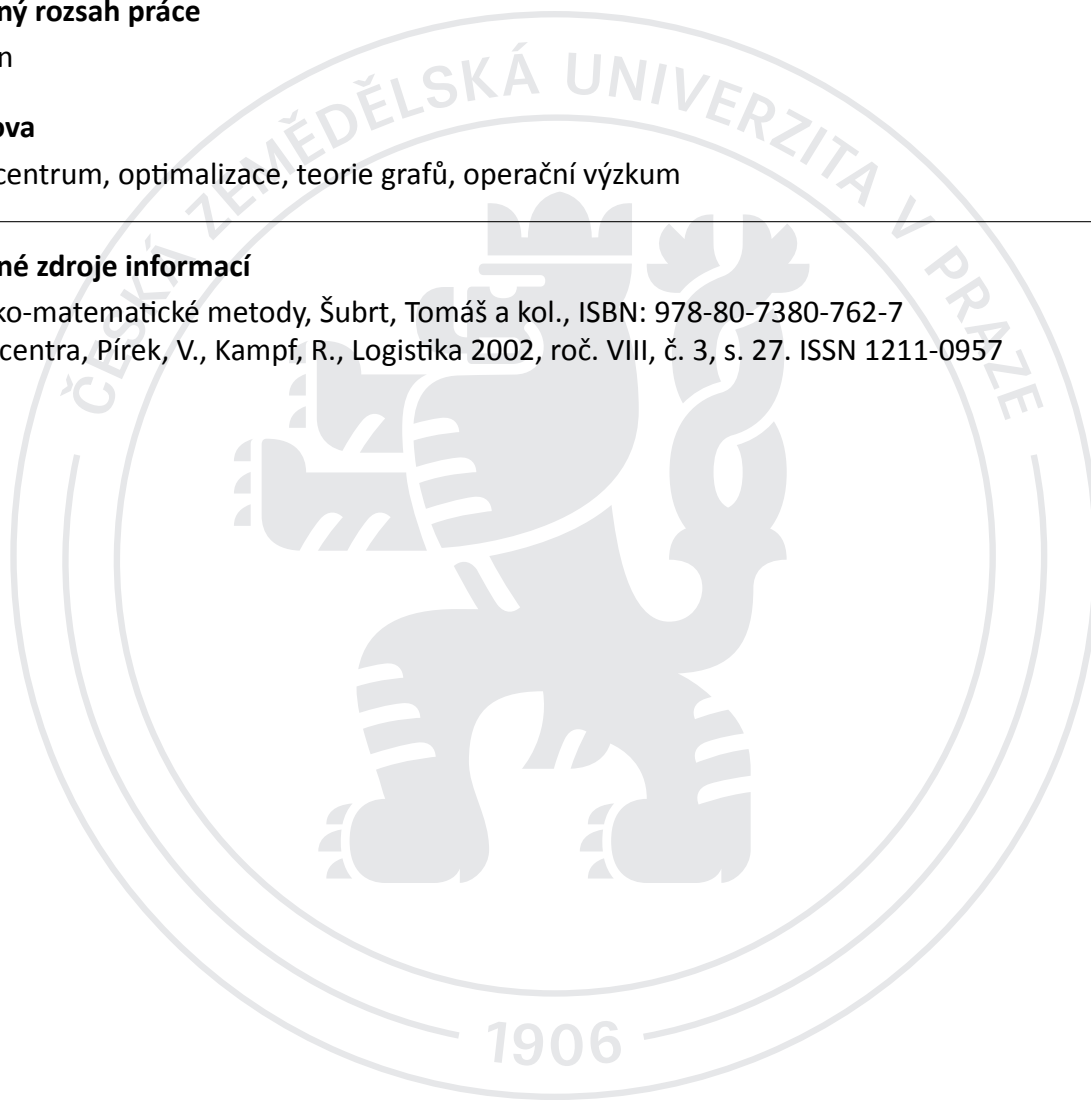 ný rozsah práce
n
ova
centrum, optimalizace, teorie grafů, operační výzkum
né zdroje informací
ko-matematické metody, Šubrt, Tomáš a kol., ISBN: 978-80-7380-762-7
centra, Pírek, V., Kampf, R., Logistika 2002, roč. VIII, č. 3, s. 27. ISSN 1211-0957
ČESKÁ ZEMĚDĚLSKÁ UNIVERZITA V PRAZE
1906